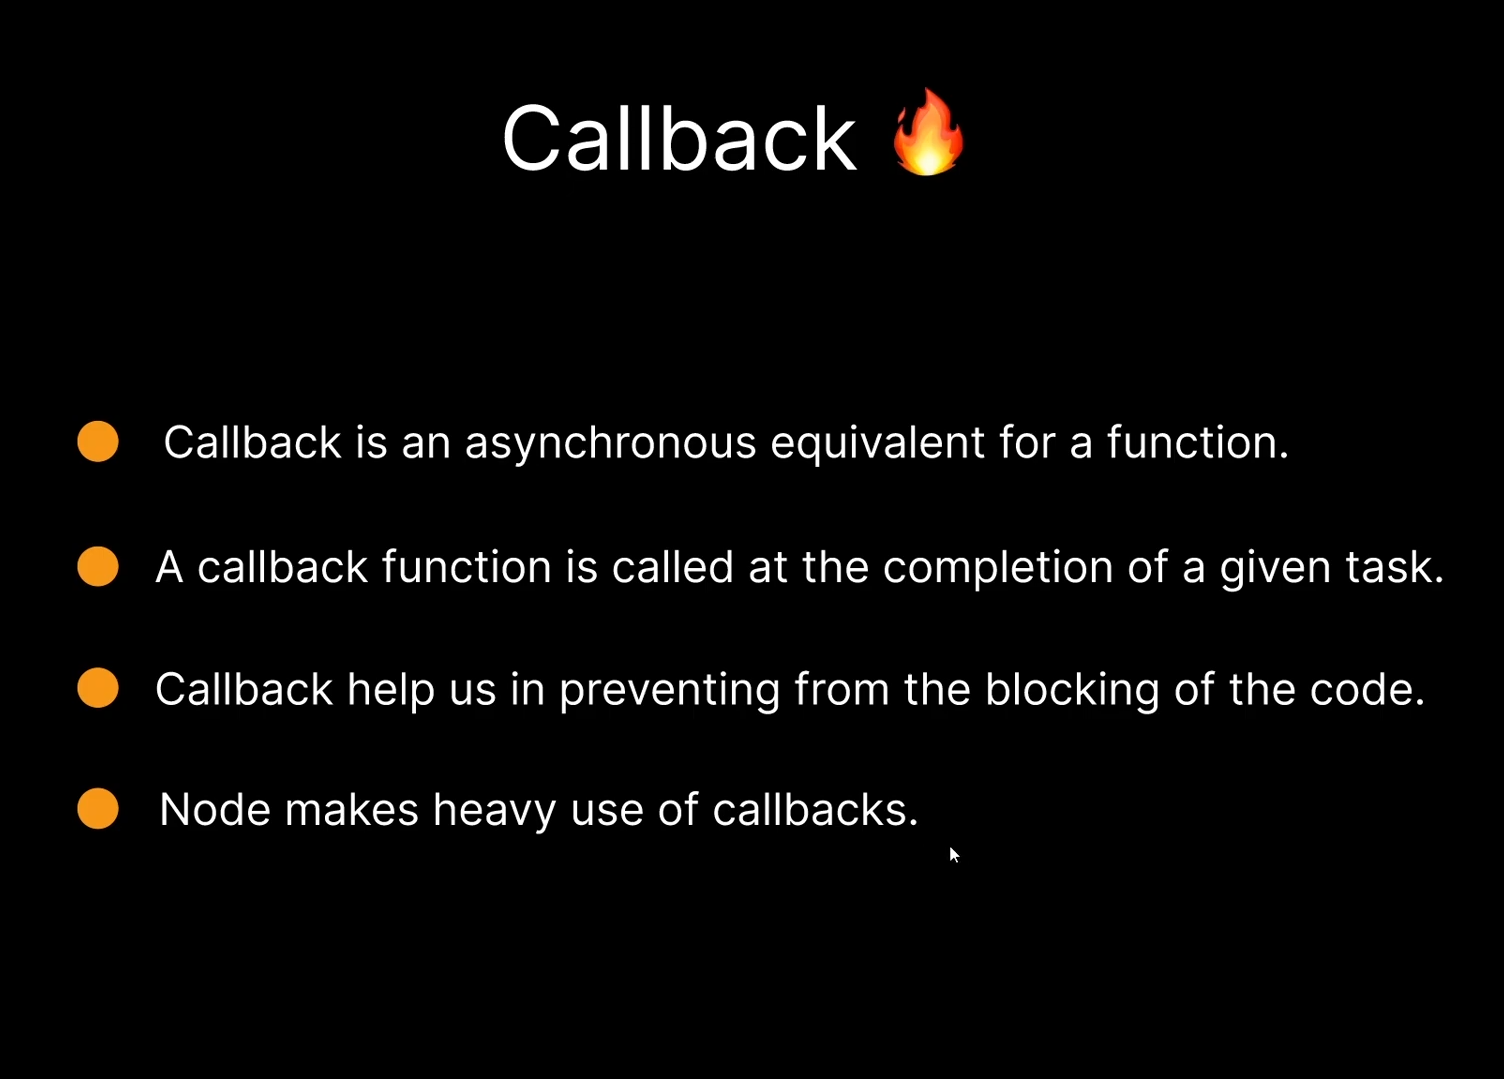 Callback 🔥
Callback is an asynchronous equivalent for a function.
A callback function is called at the completion of a given task.
Callback help us in preventing from the blocking of the code.
Node makes heavy use of callbacks.